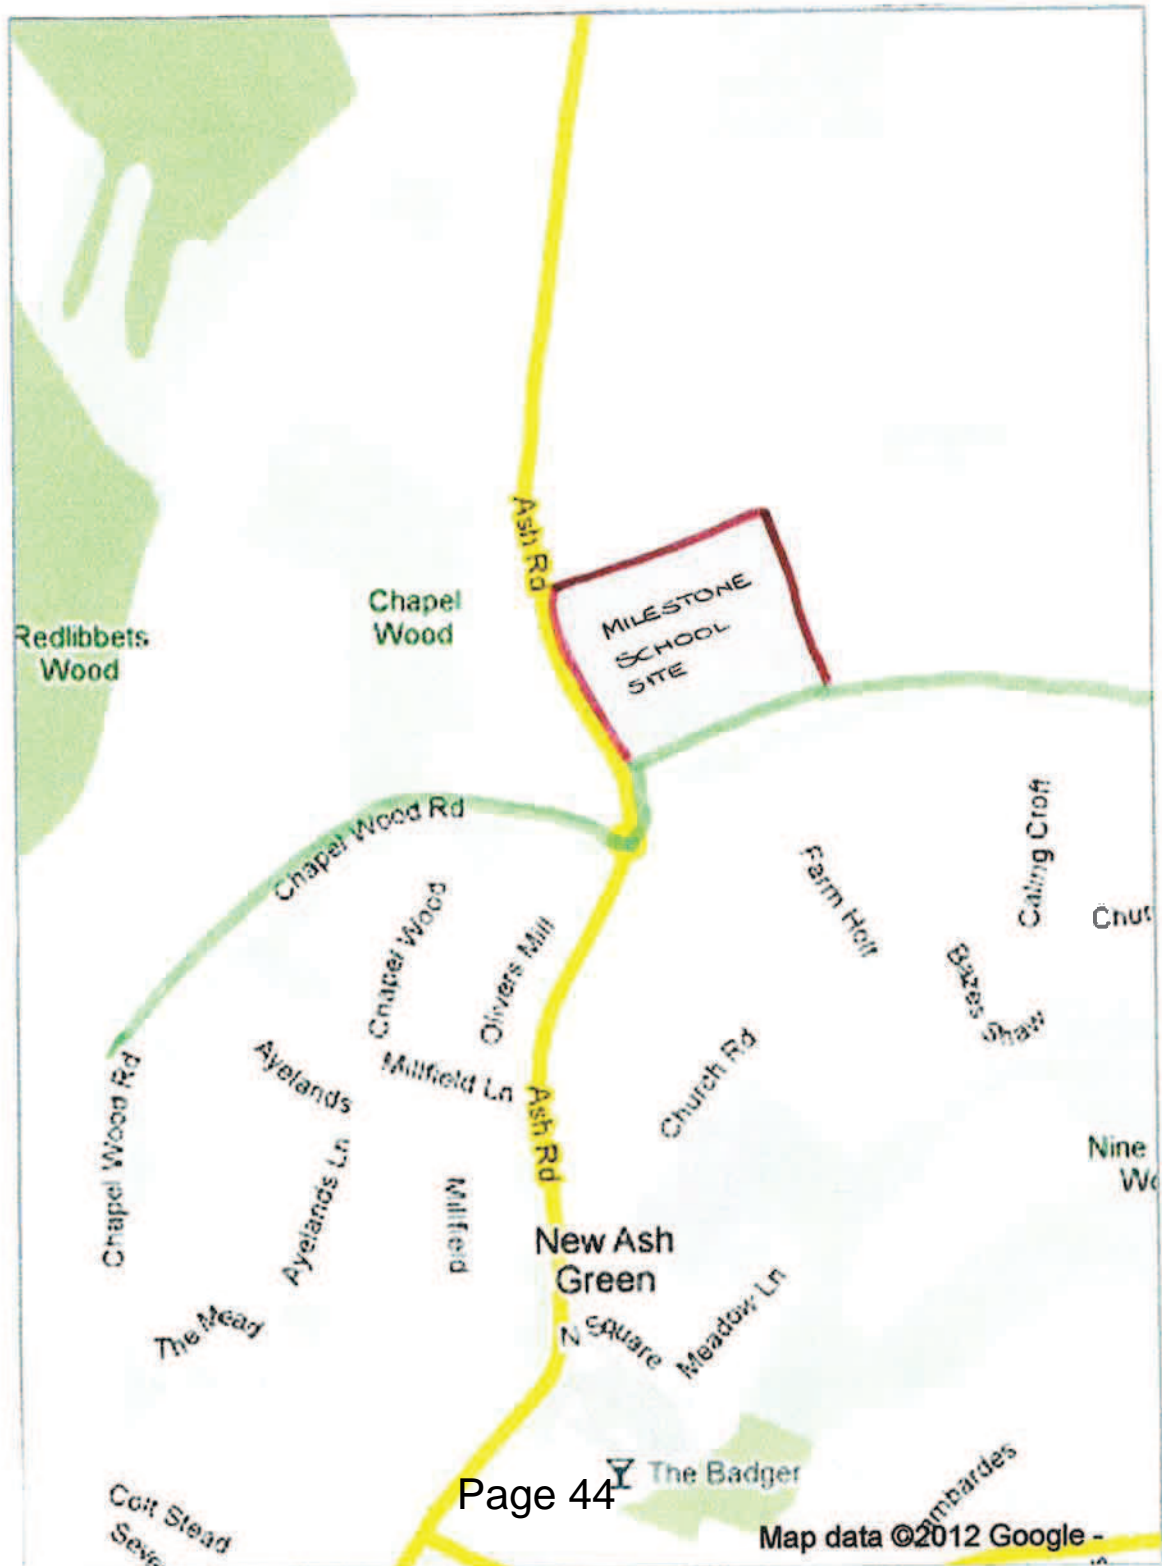 Ash Rd
MILESTONE
SCHOOL
SITE
Chapel
Wood
Redlibbets
Wood
Chapel Wood Rd
Caling Croft
Farm Holt
Chapel Wood
Olivers Mill
Bazes
Shaw
Ayelands
Millfield Ln
Church Rd
Ash Rd
Chapel Wood Rd
Ayelands Ln
Millfield
Nine
New Ash
Green
The Mead
N Square
Meadow Ln
The Badger
Page 44
Colt Stead
Map data ©2012 Google -